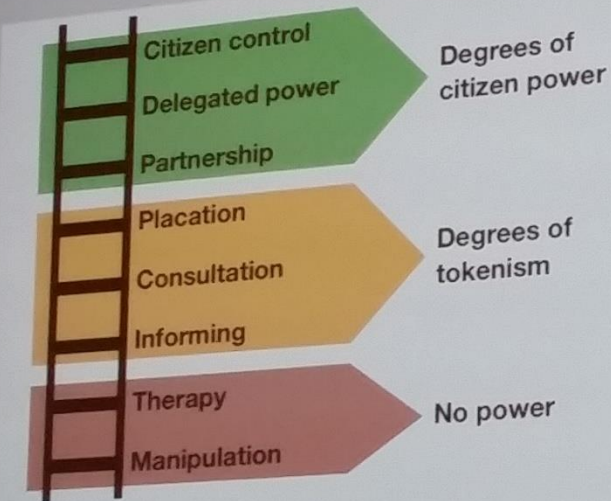 Citizen control
Delegated power
Partnership
Degrees of
citizen power
Placation
Consultation
Informing
Degrees of
tokenism
Therapy
Manipulation
No power